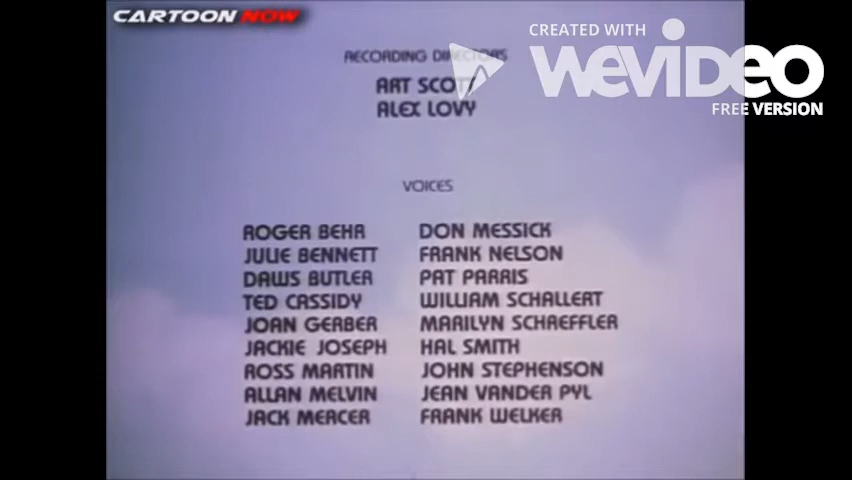 CARTOON NOW
CREATED WITH
WEVIDEO
FREE VERSION
RECORDING DIRECTORS
ART SCOTT
ALEX LOVY
VOICES
ROGER BEHR DON MESSICK
JULIE BENNETT FRANK NELSON
DAWS BUTLER PAT PARRIS
TED CASSIDY WILLIAM SCHALLERT
JOAN GERBER MARILYN SCHREFFLER
JACKIE JOSEPH HAL SMITH
ROSS MARTIN JOHN STEPHENSON
ALLAN MELVIN JEAN VANDER PYL
JACK MERCER FRANK WELKER